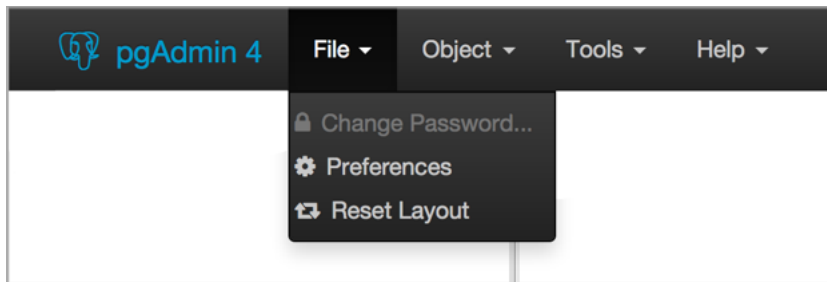 pgAdmin 4 File Object Tools Help
Change Password...
Preferences
Reset Layout